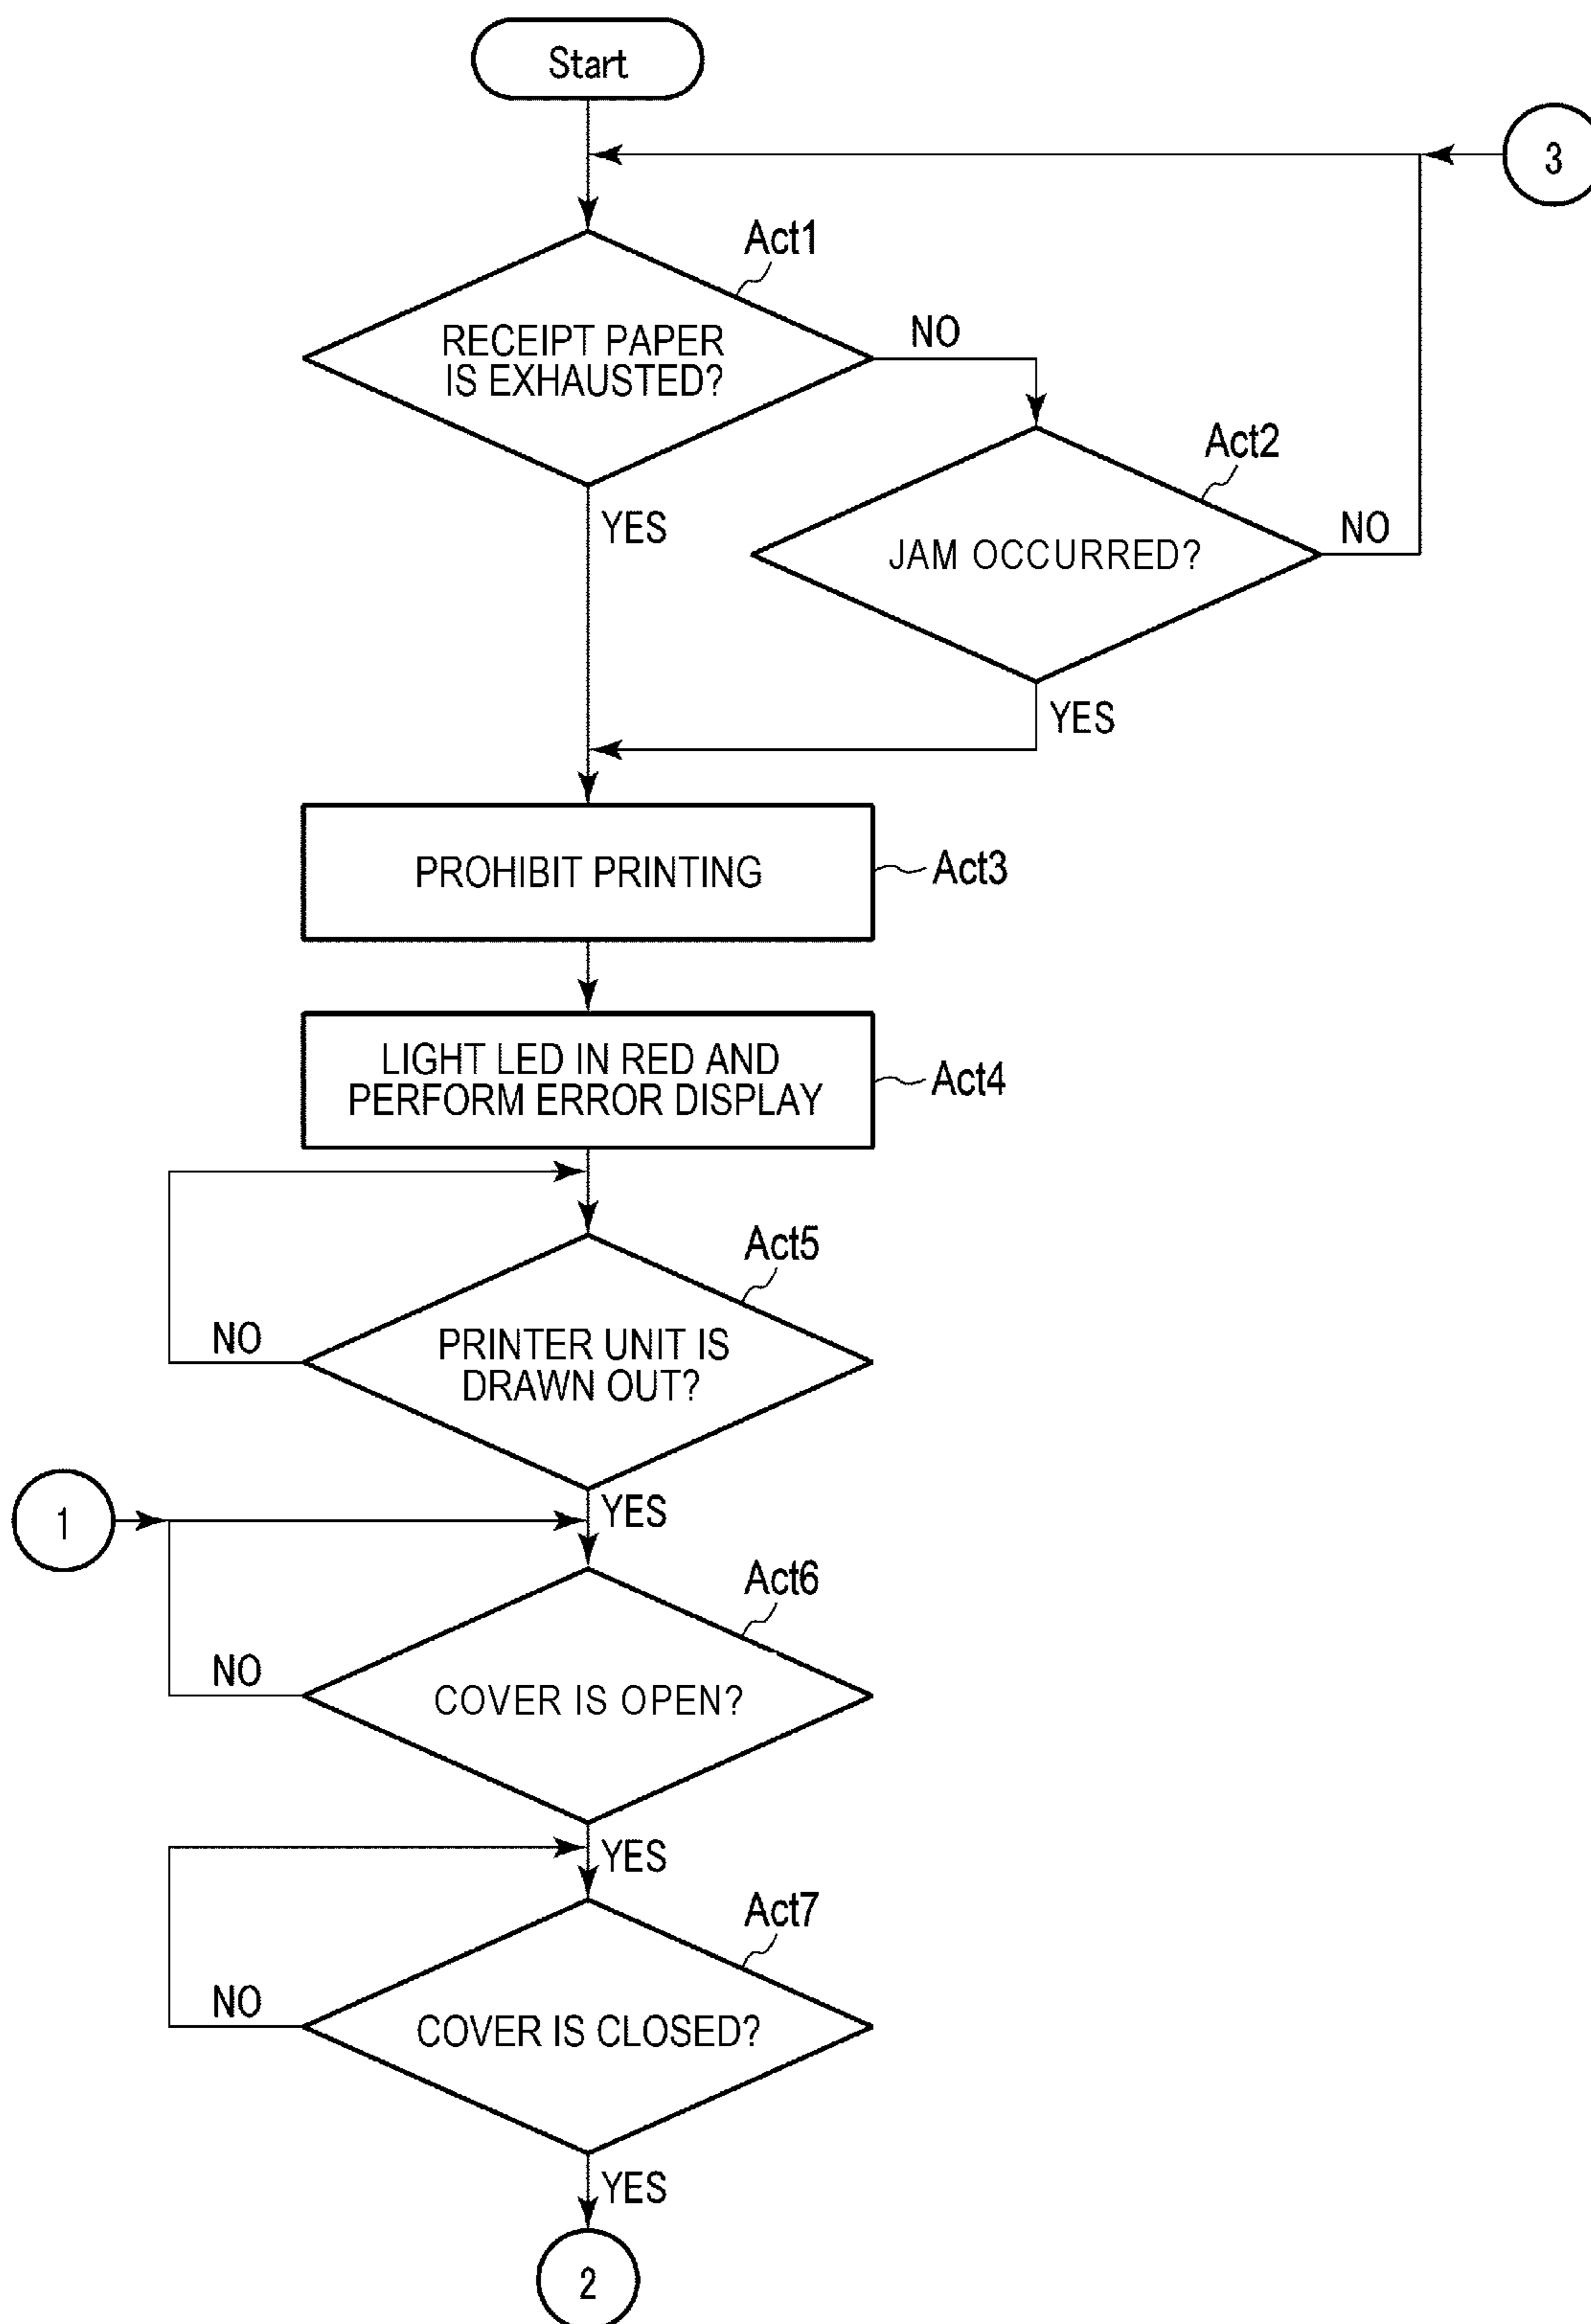 Start
3
Act1
RECEIPT PAPER
IS EXHAUSTED?
NO
Act2
JAM OCCURRED?
NO
YES
YES
PROHIBIT PRINTING
Act3
LIGHT LED IN RED AND
PERFORM ERROR DISPLAY
Act4
Act5
PRINTER UNIT IS
DRAWN OUT?
NO
YES
1
Act6
COVER IS OPEN?
NO
YES
Act7
COVER IS CLOSED?
NO
YES
2